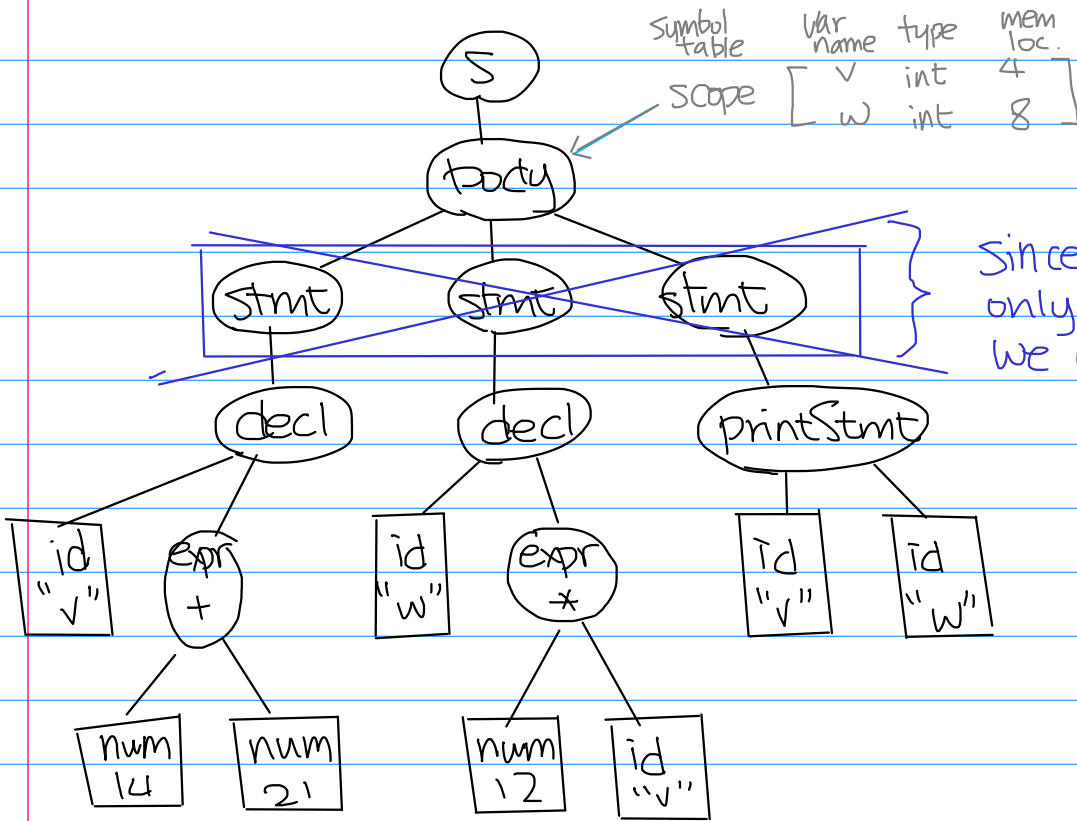 symbol table
var name type mem loc.
scope
v int 4
w int 8
S
body
stmt stmt stmt
since
only
we
decl decl printStmt
id "v"
expr +
id "w"
expr *
id "v"
id "w"
num 14
num 21
num 12
id "v"